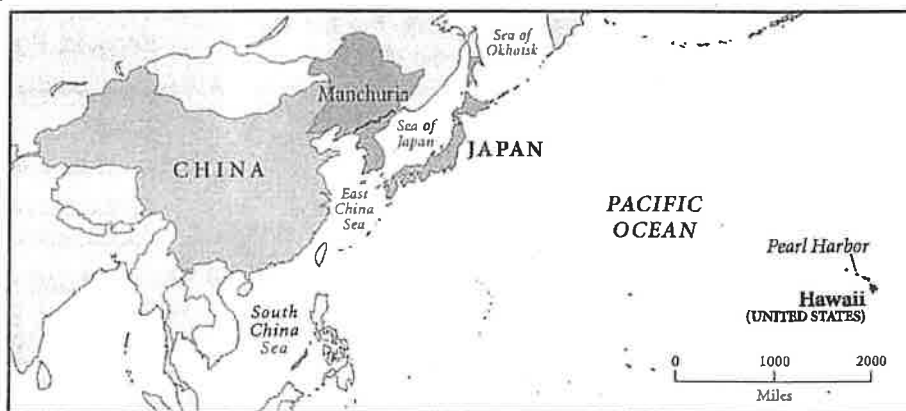 Sea of
Okhotsk
Manchuria
Sea of
Japan
JAPAN
CHINA
East
China
Sea
PACIFIC
OCEAN
Pearl Harbor
Hawaii
(UNITED STATES)
South
China
Sea
0 1000 2000
Miles